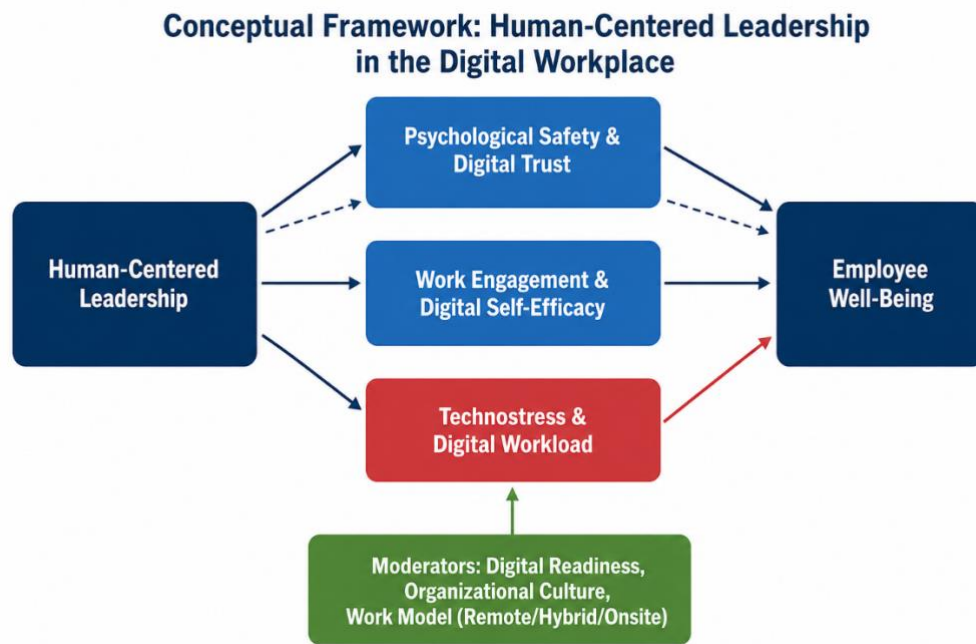 Conceptual Framework: Human-Centered Leadership
in the Digital Workplace
Psychological Safety &
Digital Trust
Human-Centered
Leadership
Work Engagement &
Digital Self-Efficacy
Employee
Well-Being
Technostress &
Digital Workload
Moderators: Digital Readiness,
Organizational Culture,
Work Model (Remote/Hybrid/Onsite)